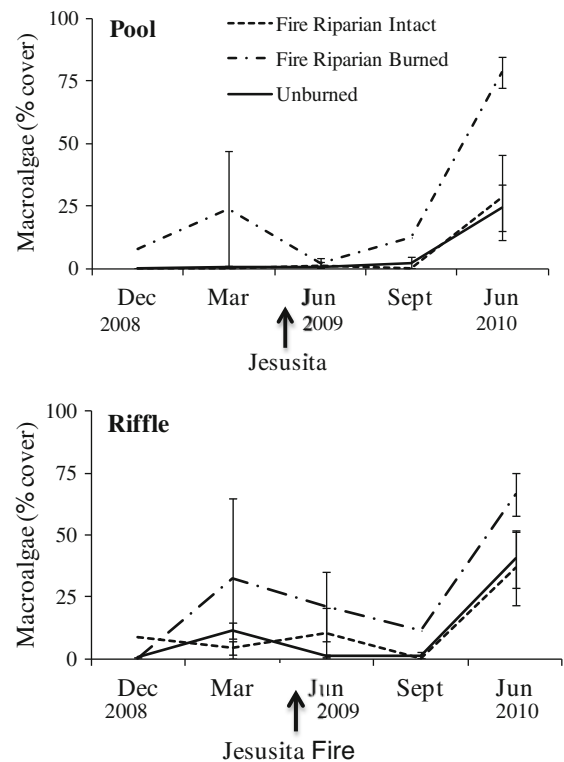 Pool
Fire Riparian Intact
Fire Riparian Burned
Unburned
Macroalgae (% cover)
100
75
50
25
0
Dec Mar Jun Sept Jun
2008 2009 2010
Jesusita
Riffle
Macroalgae (% cover)
100
75
50
25
0
Dec Mar Jun Sept Jun
2008 2009 2010
Jesusita Fire